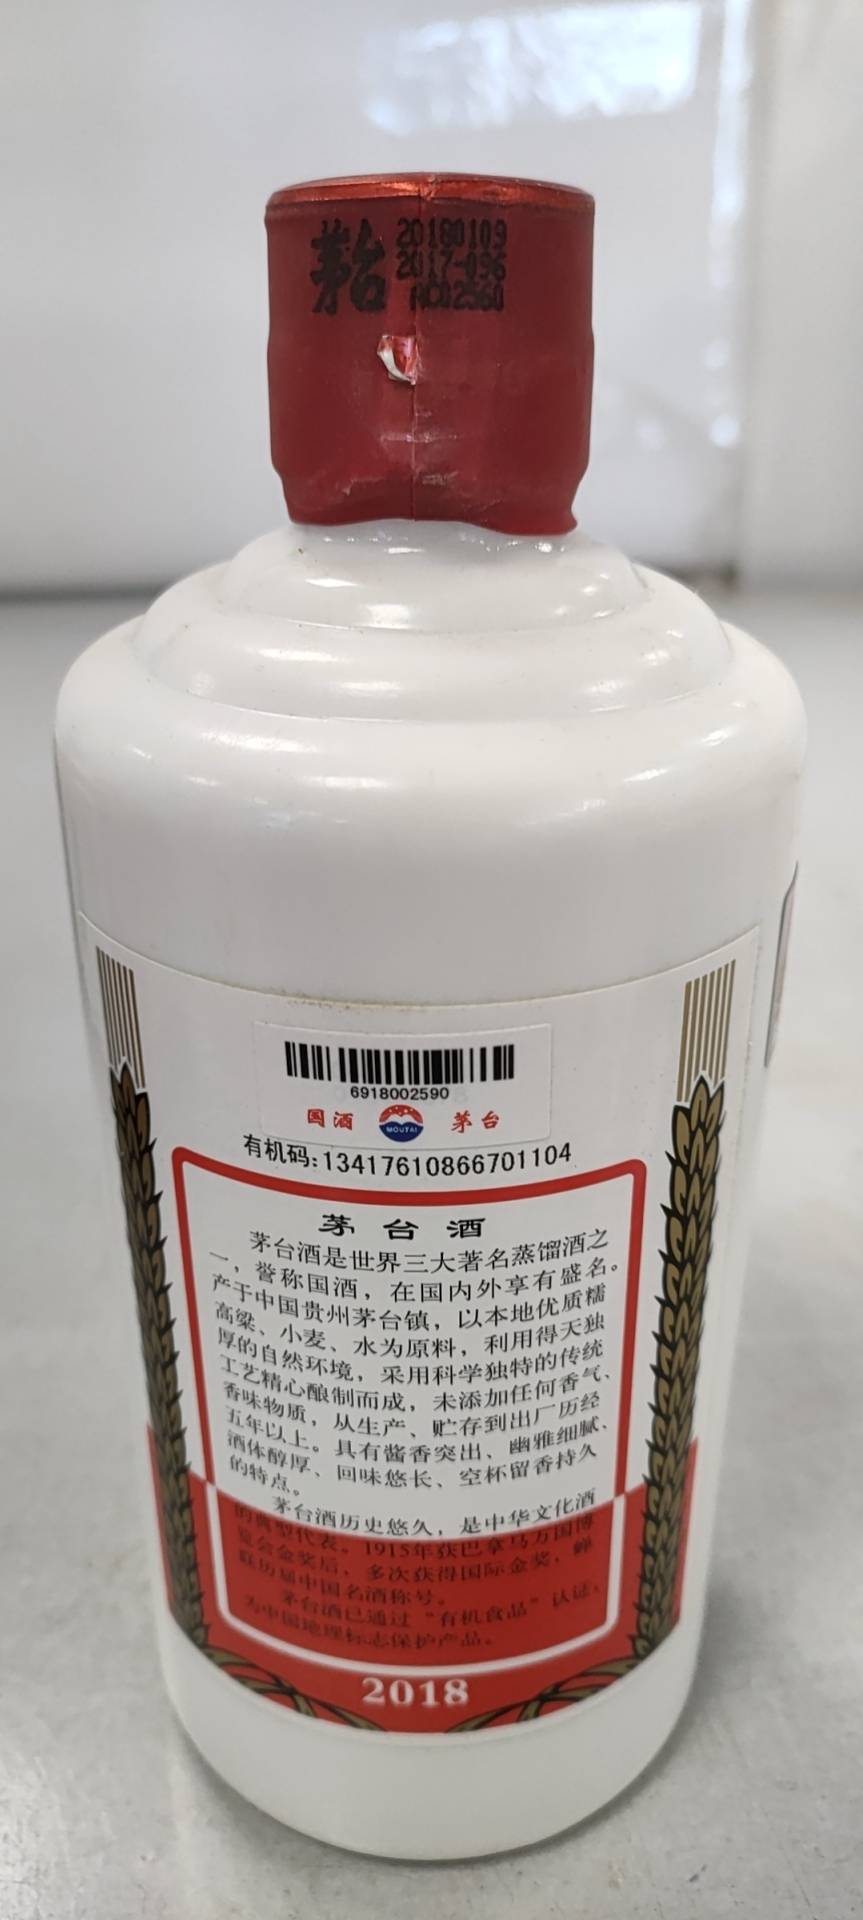 茅台
20180109
2017-096
AC02560
6918002590
国酒 MOUTAI 茅台
有机码:13417610866701104
茅台酒
茅台酒是世界三大著名蒸馏酒之
一，誉称国酒，在国内外享有盛名。
产于中国贵州茅台镇，以本地优质糯
高粱、小麦、水为原料，利用得天独
厚的自然环境，采用科学独特的传统
工艺精心酿制而成，未添加任何香气、
香味物质，从生产、贮存到出厂历经
五年以上。具有酱香突出、幽雅细腻、
酒体醇厚、回味悠长、空杯留香持久
的特点。
茅台酒历史悠久，是中华文化酒
的典型代表。1915年获巴拿马万国博
览会金奖后，多次获得国际金奖，蝉
联历届中国名酒称号。
茅台酒已通过“有机食品”认证，
为中国地理标志保护产品。
2018